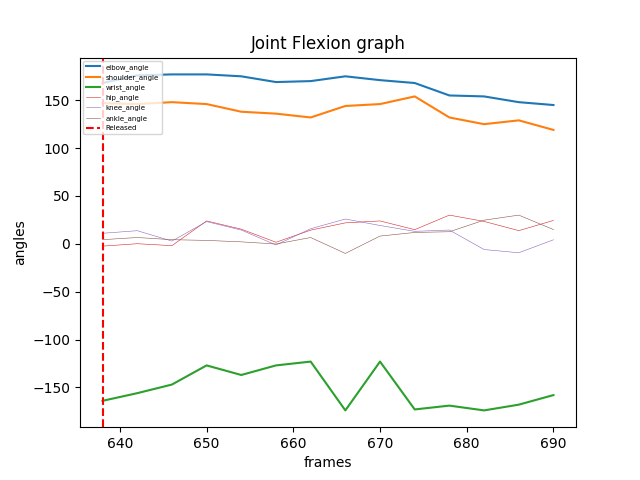 Joint Flexion graph
elbow_angle
shoulder_angle
wrist_angle
hip_angle
knee_angle
ankle_angle
Released
angles
150
100
50
0
−50
−100
−150
640
650
660
670
680
690
frames